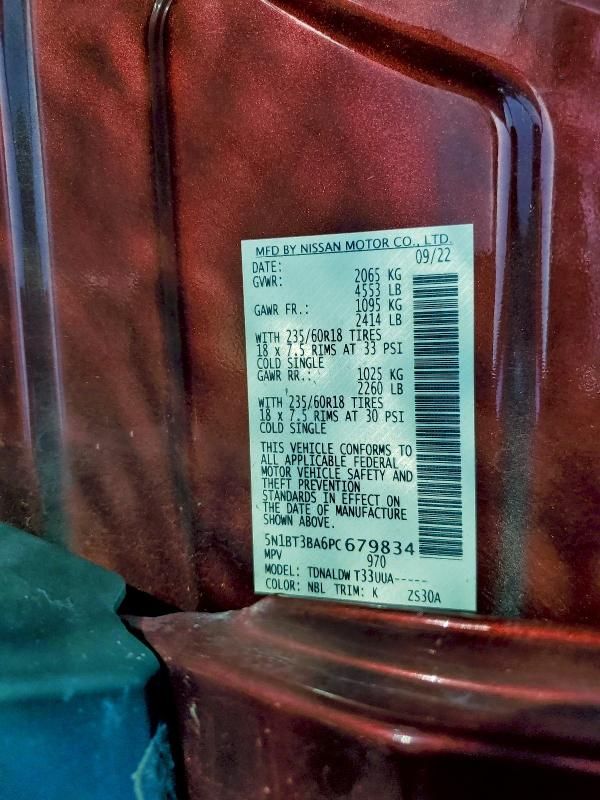 MFD BY NISSAN MOTOR CO., LTD.
DATE: 09/22
GVWR: 2065 KG
4553 LB
GAWR FR.: 1095 KG
2414 LB
WITH 235/60R18 TIRES
18 x 7.5 RIMS AT 33 PSI
COLD SINGLE
GAWR RR.: 1025 KG
2260 LB
WITH 235/60R18 TIRES
18 x 7.5 RIMS AT 30 PSI
COLD SINGLE
THIS VEHICLE CONFORMS TO
ALL APPLICABLE FEDERAL
MOTOR VEHICLE SAFETY AND
THEFT PREVENTION
STANDARDS IN EFFECT ON
THE DATE OF MANUFACTURE
SHOWN ABOVE.
5N1BT3BA6PC679834
MPV 970
MODEL: TDNALDW T33UUA-----
COLOR: NBL TRIM: K ZS30A